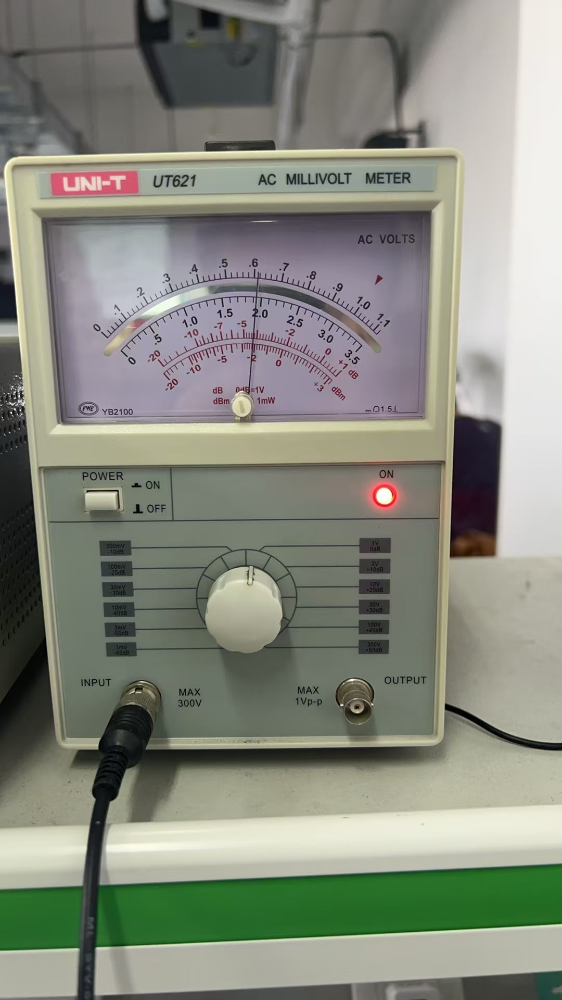 UNI-T UT621 AC MILLIVOLT METER
AC VOLTS
0 .1 .2 .3 .4 .5 .6 .7 .8 .9 1.0 1.1
0 .5 1.0 1.5 2.0 2.5 3.0 3.5
-20 -10 -7 -5 -2 0 +1 dB
-20 -10 -5 -2 0 +3 dBm
dB 0dB=1V
dBm 1mW
FWE YB2100
1.5
POWER
ON
OFF
ON
300mV
-10dB
100mV
-20dB
30mV
-30dB
10mV
-40dB
3mV
-50dB
1mV
-60dB
1V
0dB
3V
+10dB
10V
+20dB
30V
+30dB
100V
+40dB
300V
+50dB
INPUT
MAX
300V
MAX
1Vp-p
OUTPUT